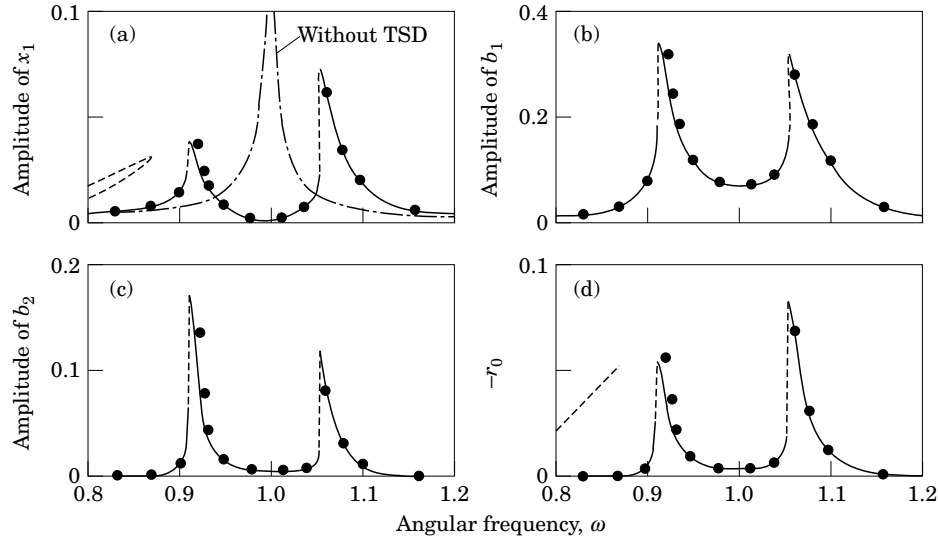 0.1
(a)
Without TSD
Amplitude of x1
0
0.4
(b)
0.2
Amplitude of b1
0
0.2
(c)
0.1
Amplitude of b2
0
0.8
0.9
1.0
1.1
1.2
0.1
(d)
–r0
0
0.8
0.9
1.0
1.1
1.2
Angular frequency, ω